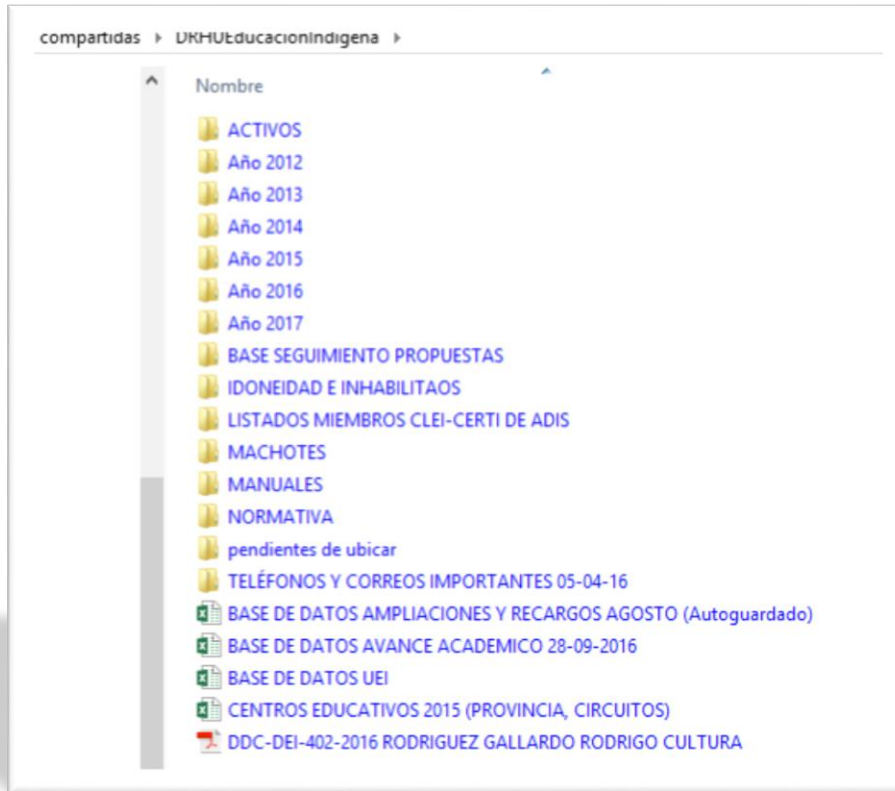 compartidas DRHUEducacionIndigena
Nombre
ACTIVOS
Año 2012
Año 2013
Año 2014
Año 2015
Año 2016
Año 2017
BASE SEGUIMIENTO PROPUESTAS
IDONEIDAD E INHABILITAOS
LISTADOS MIEMBROS CLEI-CERTI DE ADIS
MACHOTES
MANUALES
NORMATIVA
pendientes de ubicar
TELÉFONOS Y CORREOS IMPORTANTES 05-04-16
BASE DE DATOS AMPLIACIONES Y RECARGOS AGOSTO (Autoguardado)
BASE DE DATOS AVANCE ACADEMICO 28-09-2016
BASE DE DATOS UEI
CENTROS EDUCATIVOS 2015 (PROVINCIA, CIRCUITOS)
DDC-DEI-402-2016 RODRIGUEZ GALLARDO RODRIGO CULTURA